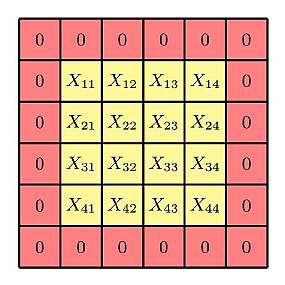 0 0 0 0 0 0
0 X₁₁ X₁₂ X₁₃ X₁₄ 0
0 X₂₁ X₂₂ X₂₃ X₂₄ 0
0 X₃₁ X₃₂ X₃₃ X₃₄ 0
0 X₄₁ X₄₂ X₄₃ X₄₄ 0
0 0 0 0 0 0